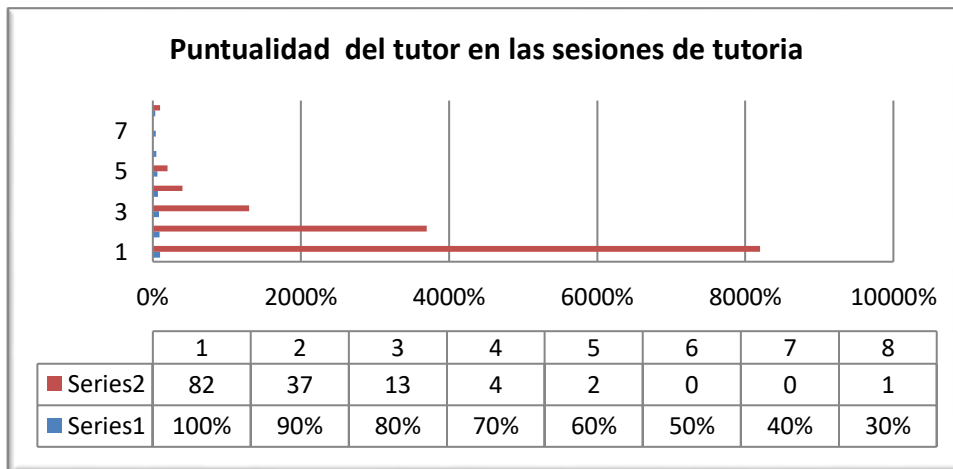 Puntualidad  del tutor en las sesiones de tutoria
7
5
3
1
0% 2000% 4000% 6000% 8000% 10000%
1 2 3 4 5 6 7 8
Series2 82 37 13 4 2 0 0 1
Series1 100% 90% 80% 70% 60% 50% 40% 30%